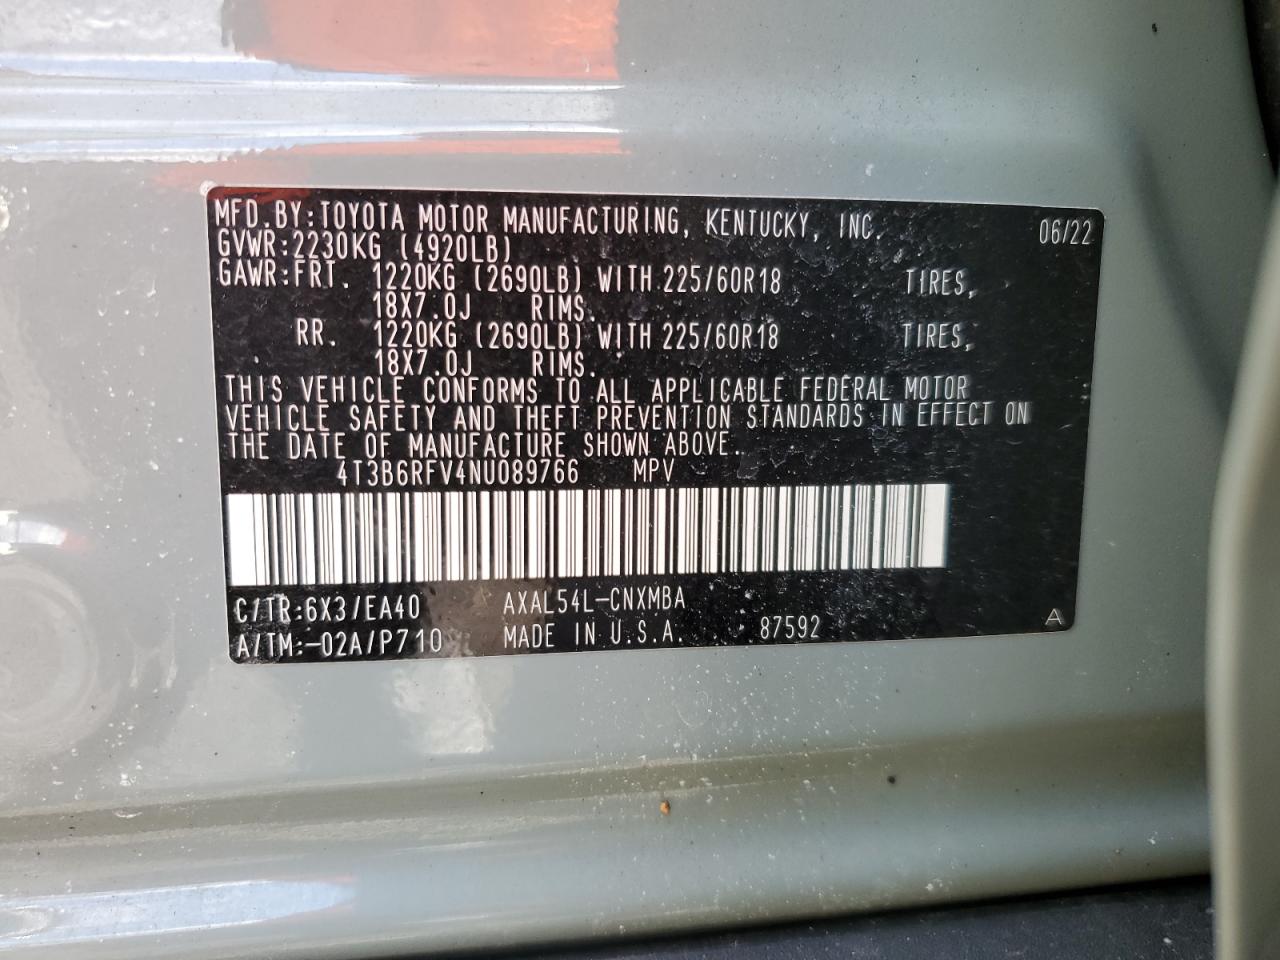 MFD.BY:TOYOTA MOTOR MANUFACTURING, KENTUCKY, INC. 06/22
GVWR:2230KG (4920LB)
GAWR:FRT. 1220KG (2690LB) WITH 225/60R18 TIRES,
18X7.0J RIMS.
RR. 1220KG (2690LB) WITH 225/60R18 TIRES,
18X7.0J RIMS.
THIS VEHICLE CONFORMS TO ALL APPLICABLE FEDERAL MOTOR
VEHICLE SAFETY AND THEFT PREVENTION STANDARDS IN EFFECT ON
THE DATE OF MANUFACTURE SHOWN ABOVE.
4T3B6RFV4NU089766 MPV
C/TR:6X3/EA40 AXAL54L-CNXMBA
A/TM:-02A/P710 MADE IN U.S.A. 87592 A